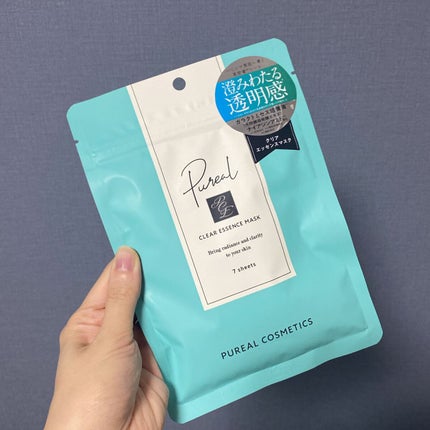 澄みわたる
透明感
クリア
エッセンスマスク
Pureal
CLEAR ESSENCE MASK
Bring radiance and clarity
to your skin
7 sheets
PUREAL COSMETICS